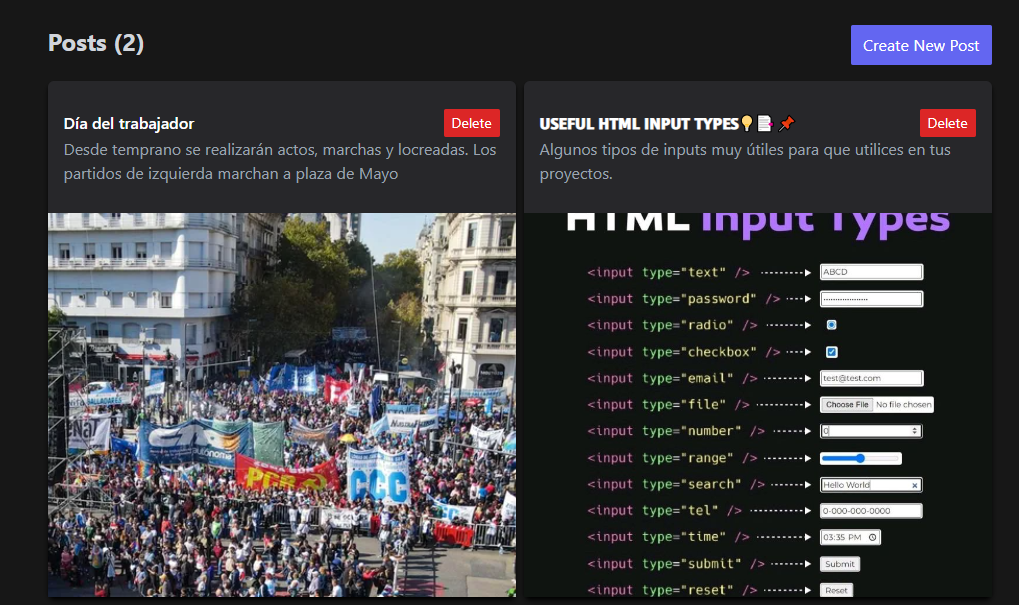 Posts (2)
Create New Post
Día del trabajador
Delete
Desde temprano se realizarán actos, marchas y locreadas. Los
partidos de izquierda marchan a plaza de Mayo
PCR
CCC
USEFUL HTML INPUT TYPES💡📑📌
Delete
Algunos tipos de inputs muy útiles para que utilices en tus
proyectos.
HTML Input Types
<input type="text" /> ABCD
<input type="password" />
<input type="radio" />
<input type="checkbox" />
<input type="email" /> test@test.com
<input type="file" /> Choose File No file chosen
<input type="number" /> 0
<input type="range" />
<input type="search" /> Hello World ×
<input type="tel" /> 0-000-000-0000
<input type="time" /> 03:35 PM
<input type="submit" /> Submit
<input type="reset" /> Reset